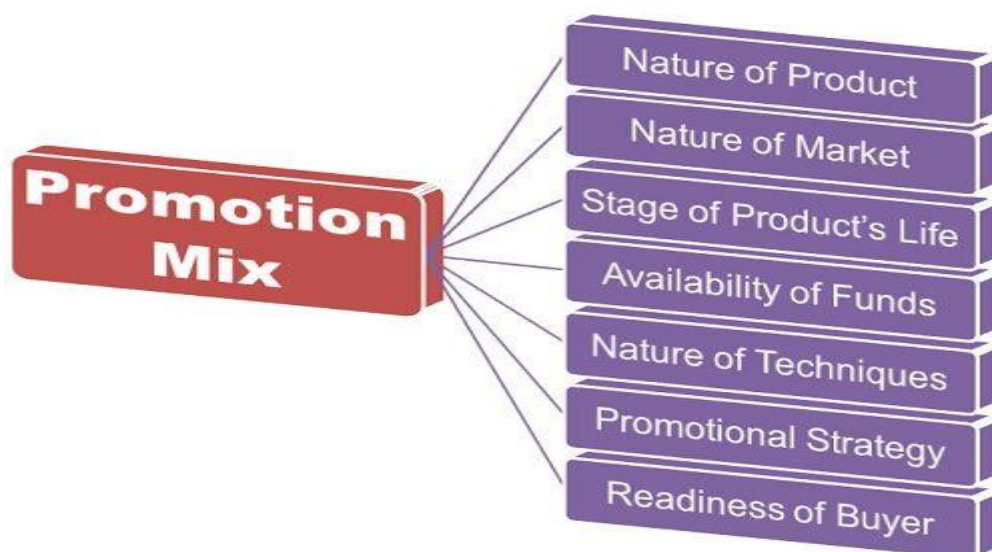 Promotion
Mix
Nature of Product
Nature of Market
Stage of Product's Life
Availability of Funds
Nature of Techniques
Promotional Strategy
Readiness of Buyer